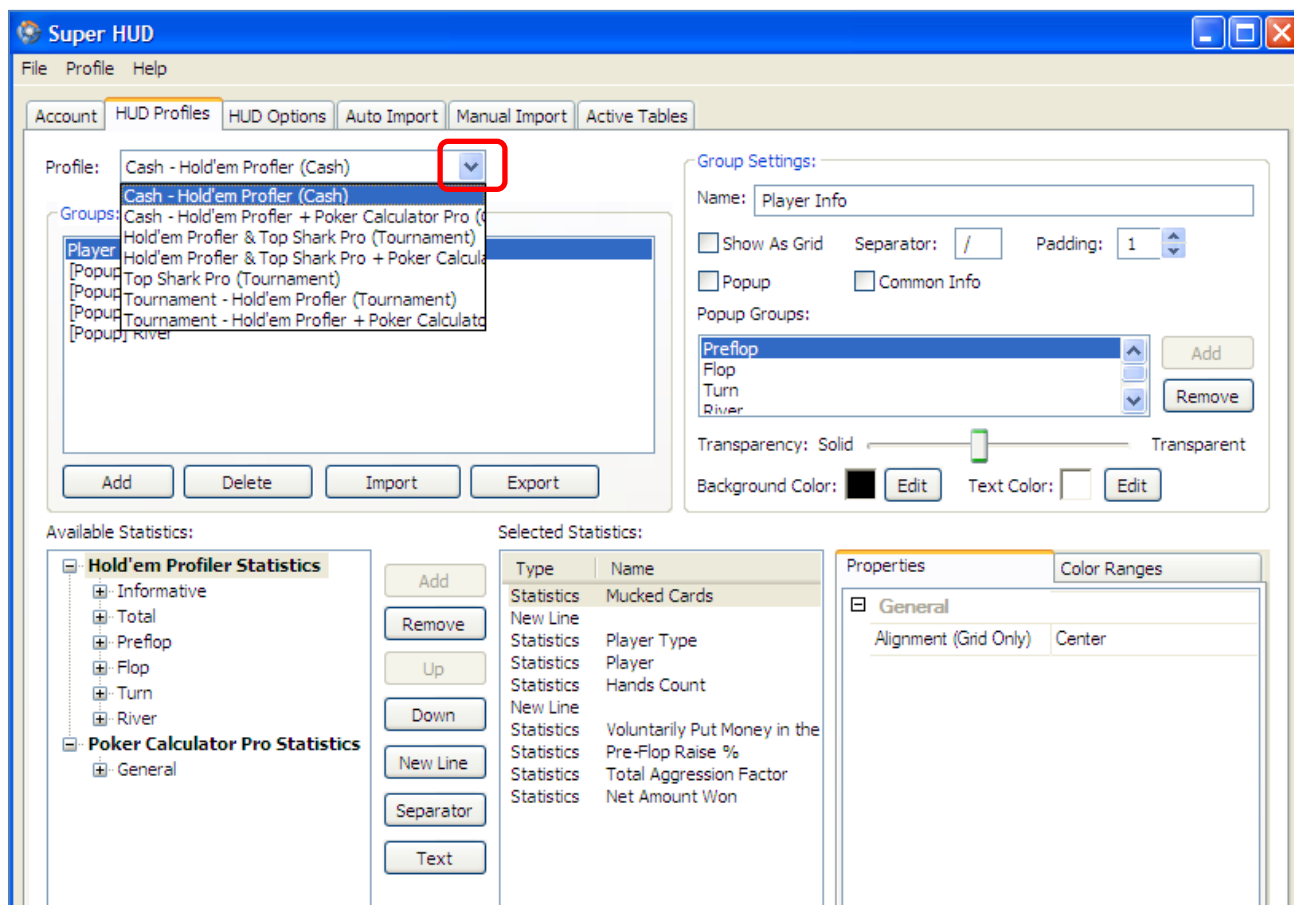 Super HUD
File Profile Help
Account HUD Profiles HUD Options Auto Import Manual Import Active Tables
Profile: Cash - Hold'em Profler (Cash)
Cash - Hold'em Profler (Cash)
Cash - Hold'em Profler + Poker Calculator Pro (
Hold'em Profler & Top Shark Pro (Tournament)
Hold'em Profler & Top Shark Pro + Poker Calcula
Top Shark Pro (Tournament)
Tournament - Hold'em Profler (Tournament)
Tournament - Hold'em Profler + Poker Calculato
Groups:
Player
[Popup
[Popup
[Popup
[Popup] River
Add Delete Import Export
Group Settings:
Name: Player Info
Show As Grid Separator: / Padding: 1
Popup Common Info
Popup Groups:
Preflop
Flop
Turn
River
Add
Remove
Transparency: Solid Transparent
Background Color: Edit Text Color: Edit
Available Statistics:
Hold'em Profiler Statistics
Informative
Total
Preflop
Flop
Turn
River
Poker Calculator Pro Statistics
General
Add
Remove
Up
Down
New Line
Separator
Text
Selected Statistics:
Type Name
Statistics Mucked Cards
New Line
Statistics Player Type
Statistics Player
Statistics Hands Count
New Line
Statistics Voluntarily Put Money in the
Statistics Pre-Flop Raise %
Statistics Total Aggression Factor
Statistics Net Amount Won
Properties Color Ranges
General
Alignment (Grid Only) Center